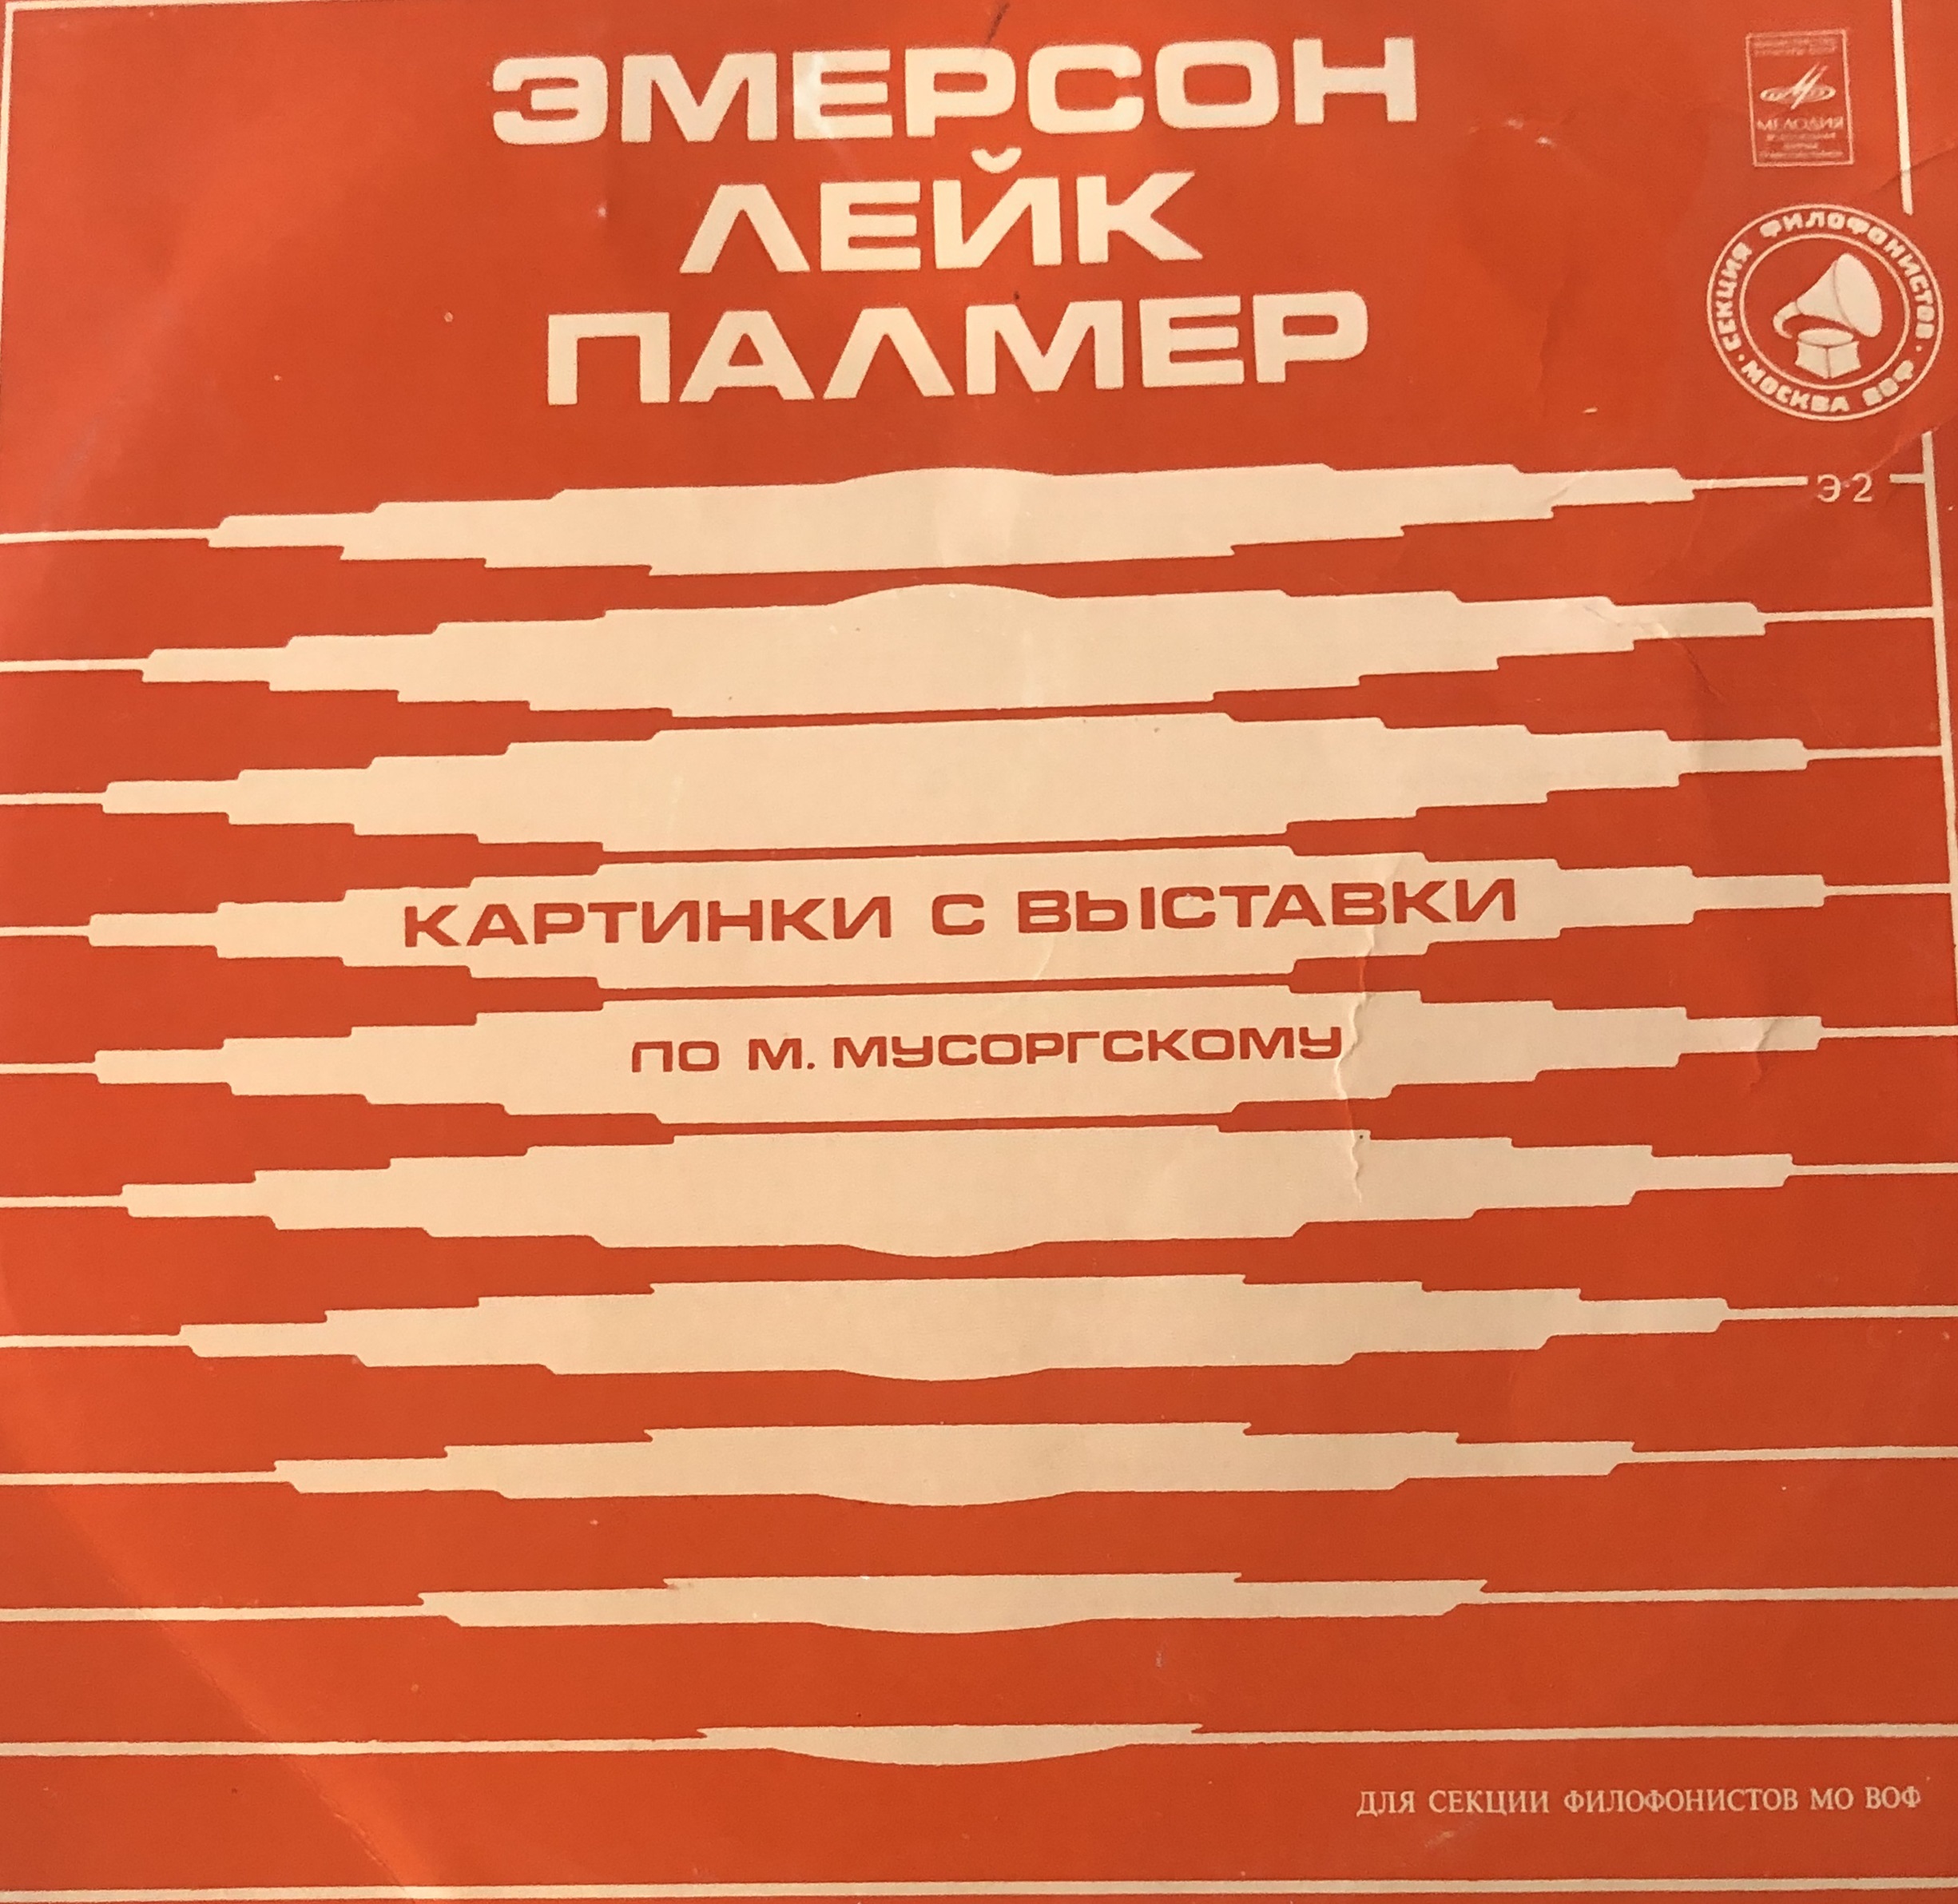 ЭМЕРСОН
ЛЕЙК
ПАЛМЕР
МЕЛОДИЯ
СЕКЦИЯ ФИЛОФОНИСТОВ · МОСКВА ВОФ ·
Э·2
КАРТИНКИ С ВЫСТАВКИ
ПО М. МУСОРГСКОМУ
ДЛЯ СЕКЦИИ ФИЛОФОНИСТОВ МО ВОФ